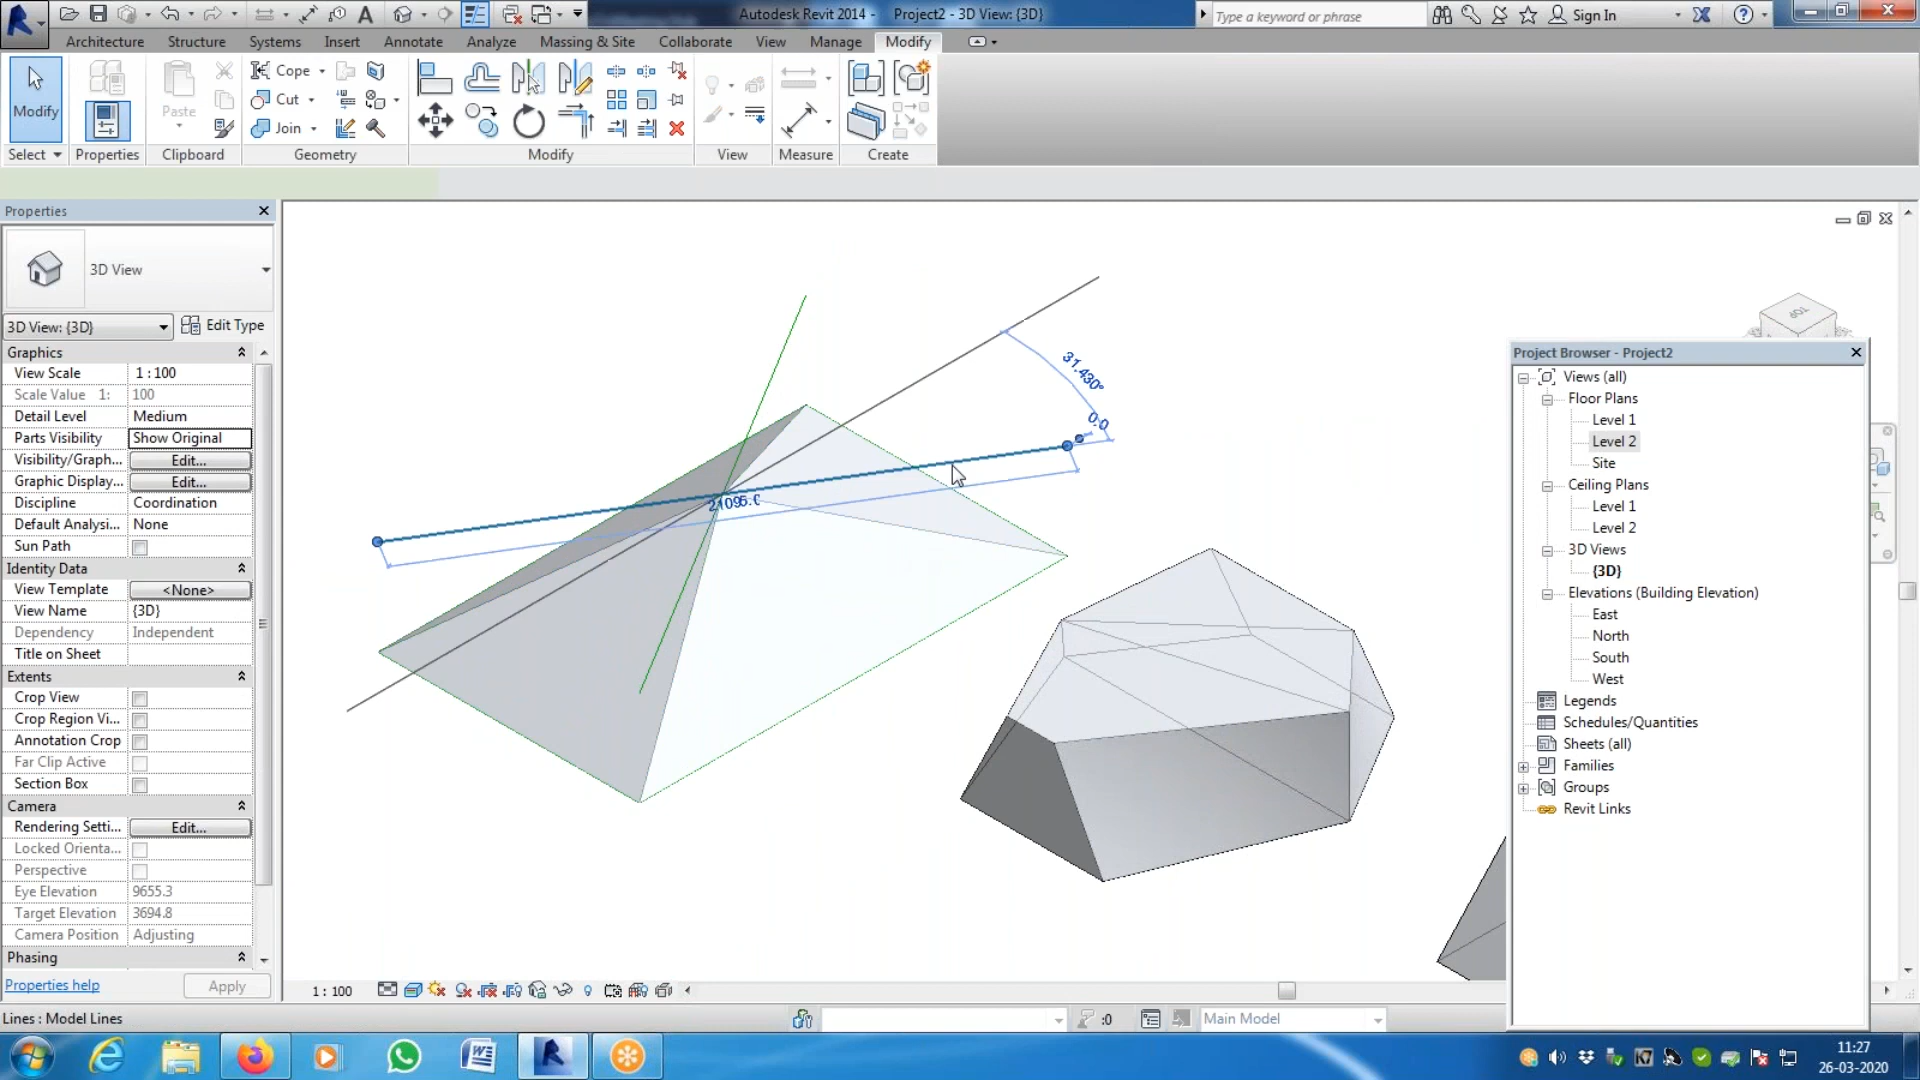 Autodesk Revit 2014 -    Project2 - 3D View: {3D}
Type a keyword or phrase
Sign In
Architecture Structure Systems Insert Annotate Analyze Massing & Site Collaborate View Manage Modify
Modify
Paste
Cope
Cut
Join
Select Properties Clipboard Geometry Modify View Measure Create
Properties
3D View
3D View: {3D}
Edit Type
Graphics
View Scale 1 : 100
Scale Value 1: 100
Detail Level Medium
Parts Visibility Show Original
Visibility/Graph... Edit...
Graphic Display... Edit...
Discipline Coordination
Default Analysi... None
Sun Path
Identity Data
View Template <None>
View Name {3D}
Dependency Independent
Title on Sheet
Extents
Crop View
Crop Region Vi...
Annotation Crop
Far Clip Active
Section Box
Camera
Rendering Setti... Edit...
Locked Orienta...
Perspective
Eye Elevation 9655.3
Target Elevation 3694.8
Camera Position Adjusting
Phasing
Properties help
Apply
31.430°
0.0
21095.0
TOP
Project Browser - Project2
Views (all)
Floor Plans
Level 1
Level 2
Site
Ceiling Plans
Level 1
Level 2
3D Views
{3D}
Elevations (Building Elevation)
East
North
South
West
Legends
Schedules/Quantities
Sheets (all)
Families
Groups
Revit Links
1 : 100
Lines : Model Lines
:0
Main Model
11:27
26-03-2020